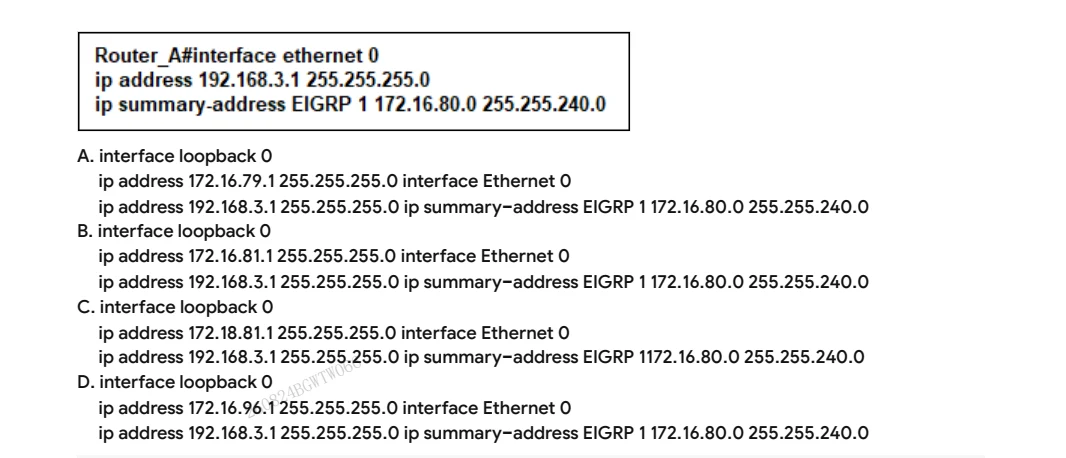 Router_A#interface ethernet 0
ip address 192.168.3.1 255.255.255.0
ip summary-address EIGRP 1 172.16.80.0 255.255.240.0
A. interface loopback 0
ip address 172.16.79.1 255.255.255.0 interface Ethernet 0
ip address 192.168.3.1 255.255.255.0 ip summary-address EIGRP 1 172.16.80.0 255.255.240.0
B. interface loopback 0
ip address 172.16.81.1 255.255.255.0 interface Ethernet 0
ip address 192.168.3.1 255.255.255.0 ip summary-address EIGRP 1 172.16.80.0 255.255.240.0
C. interface loopback 0
ip address 172.18.81.1 255.255.255.0 interface Ethernet 0
ip address 192.168.3.1 255.255.255.0 ip summary-address EIGRP 1172.16.80.0 255.255.240.0
D. interface loopback 0
ip address 172.16.96.1 255.255.255.0 interface Ethernet 0
ip address 192.168.3.1 255.255.255.0 ip summary-address EIGRP 1 172.16.80.0 255.255.240.0